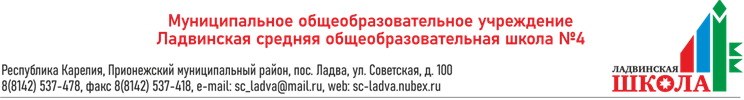 Муниципальное общеобразовательное учреждение
Ладвинская средняя общеобразовательная школа №4
Республика Карелия, Прионежский муниципальный район, пос. Ладва, ул. Советская, д. 100
8(8142) 537-478, факс 8(8142) 537-418, e-mail: sc_ladva@mail.ru, web: sc-ladva.nubex.ru
ЛАДВИНСКАЯ
ШКОЛА
4